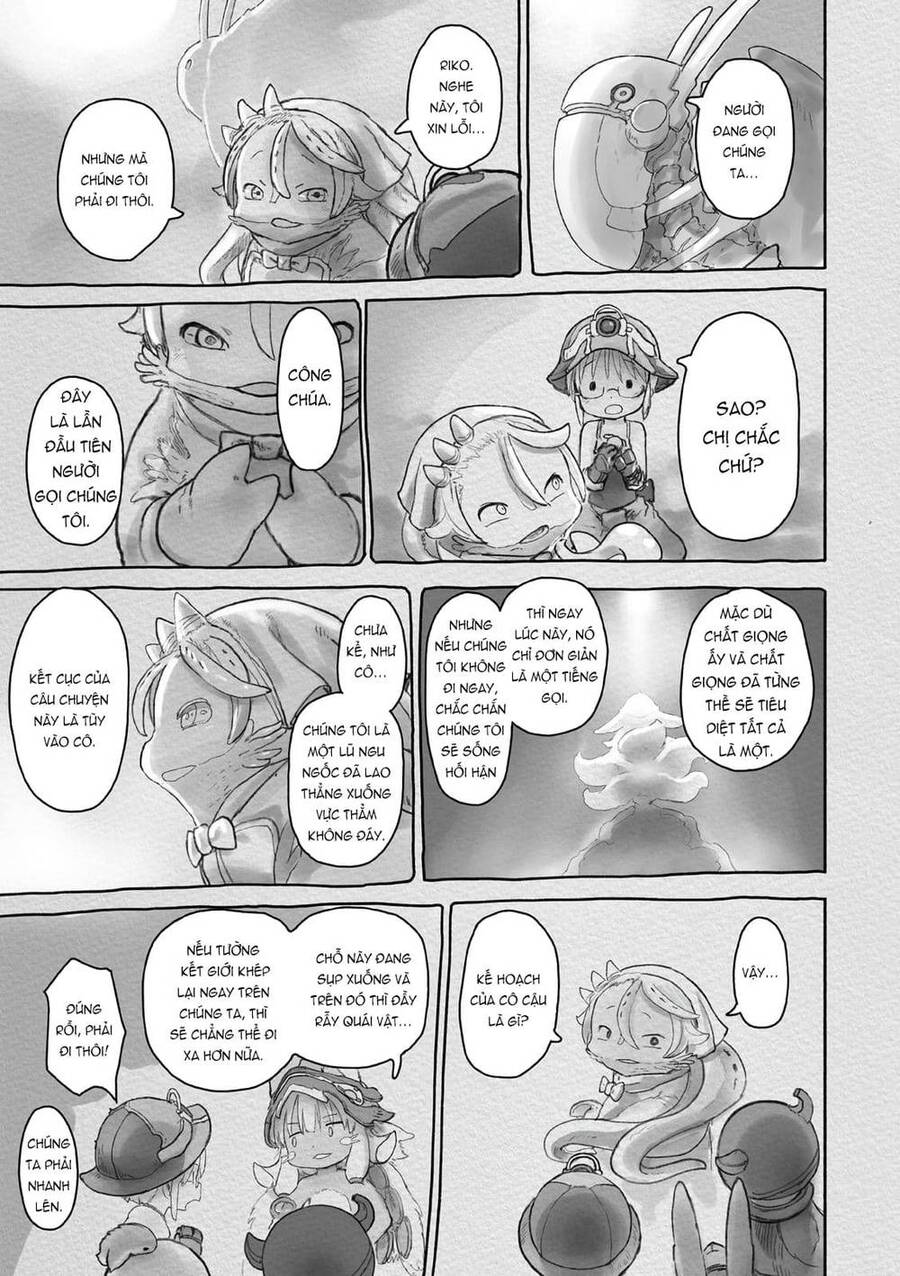 NGƯỜI
ĐANG GỌI
CHÚNG
TA...
RIKO.
NGHE
NÀY, TÔI
XIN LỖI...
NHƯNG MÀ
CHÚNG TÔI
PHẢI ĐI THÔI.
SAO?
CHỊ CHẮC
CHỨ?
CÔNG
CHÚA.
ĐÂY
LÀ LẦN
ĐẦU TIÊN
NGƯỜI
GỌI CHÚNG
TÔI.
MẶC DÙ
CHẤT GIỌNG
ẤY VÀ CHẤT
GIỌNG ĐÃ TỪNG
THỀ SẼ TIÊU
DIỆT TẤT CẢ
LÀ MỘT.
THÌ NGAY
LÚC NÀY, NÓ
CHỈ ĐƠN GIẢN
LÀ MỘT TIẾNG
GỌI.
NHƯNG
NẾU CHÚNG
TÔI KHÔNG
ĐI NGAY,
CHẮC CHẮN
CHÚNG TÔI
SẼ SỐNG
HỐI HẬN
CHƯA
KỂ, NHƯ
CÔ...
CHÚNG TÔI LÀ
MỘT LŨ NGU
NGỐC ĐÃ LAO
THẲNG XUỐNG
VỰC THẲM
KHÔNG ĐÁY.
KẾT CỤC CỦA
CÂU CHUYỆN
NÀY LÀ TÙY
VÀO CÔ.
VẬY...
KẾ HOẠCH
CỦA CÔ CẬU
LÀ GÌ?
CHỖ NÀY ĐANG
SỤP XUỐNG VÀ
TRÊN ĐÓ THÌ ĐẦY
RẪY QUÁI VẬT...
NẾU TƯỜNG
KẾT GIỚI KHÉP
LẠI NGAY TRÊN
CHÚNG TA, THÌ
SẼ CHẲNG THỂ ĐI
XA HƠN NỮA.
ĐÚNG
RỒI, PHẢI
ĐI THÔI!
CHÚNG
TA PHẢI
NHANH
LÊN.